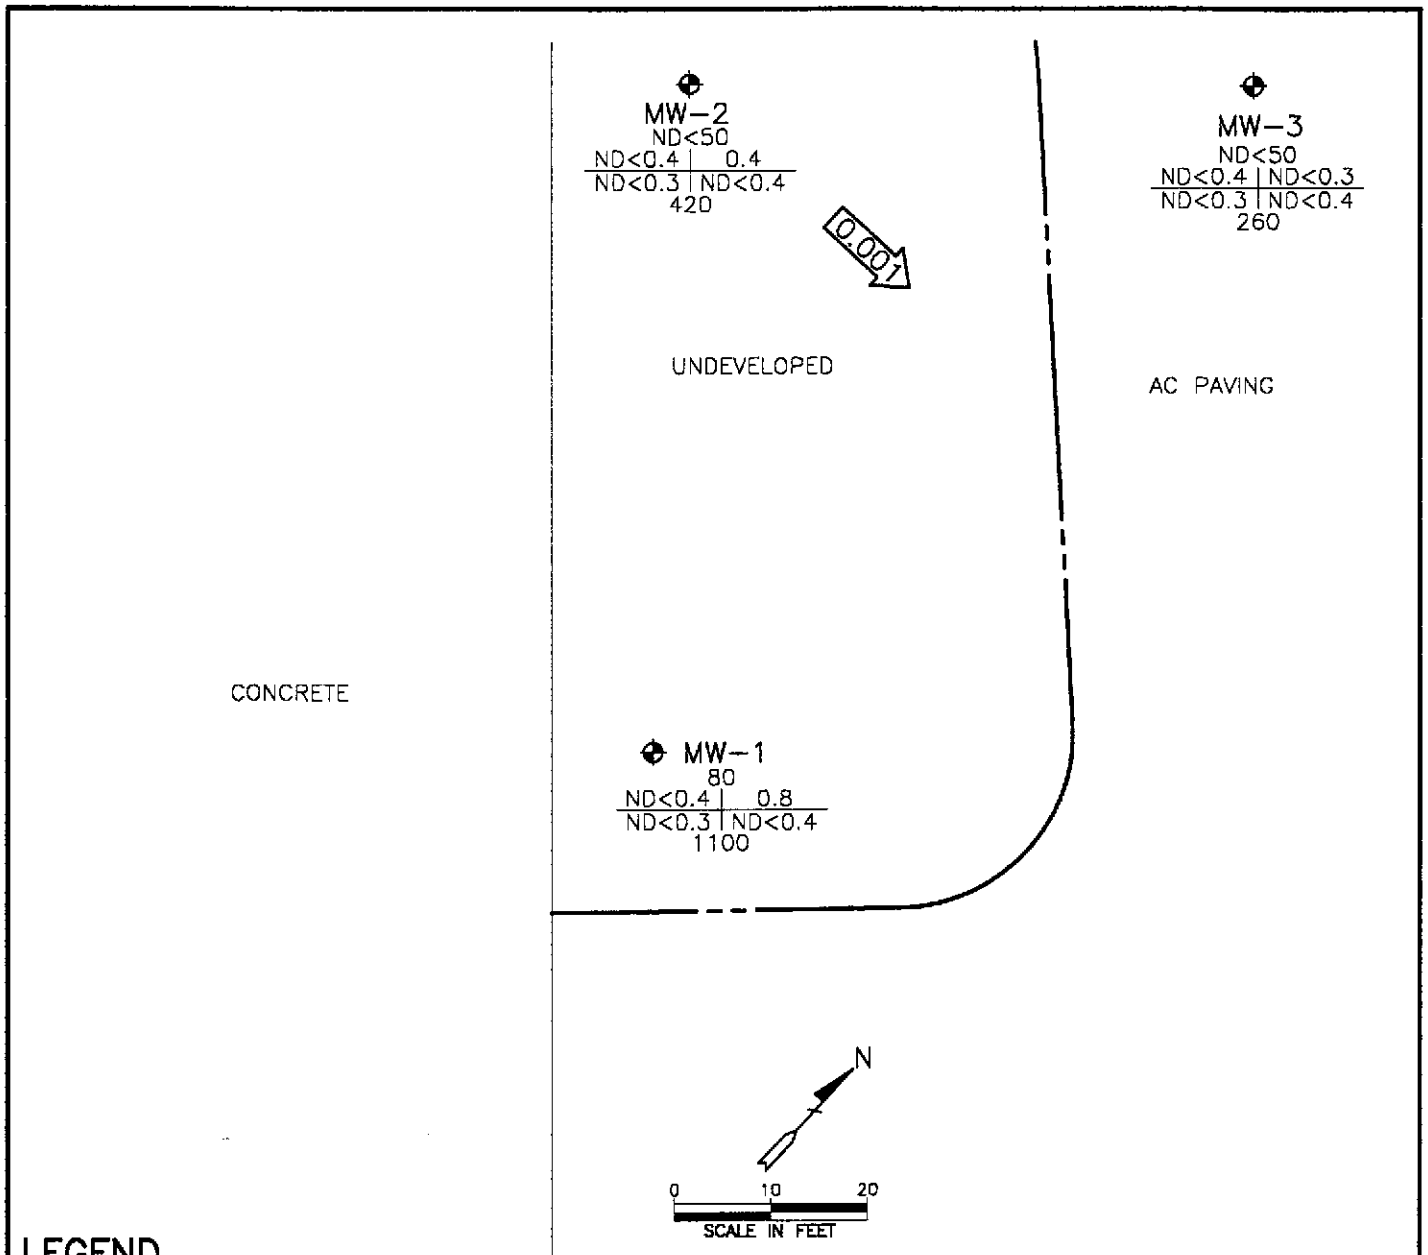 MW-2
ND<50
ND<0.4 0.4
ND<0.3 ND<0.4
420
MW-3
ND<50
ND<0.4 ND<0.3
ND<0.3 ND<0.4
260
0.001
UNDEVELOPED
AC PAVING
CONCRETE
MW-1
80
ND<0.4 0.8
ND<0.3 ND<0.4
1100
N
0 10 20
SCALE IN FEET
LEGEND